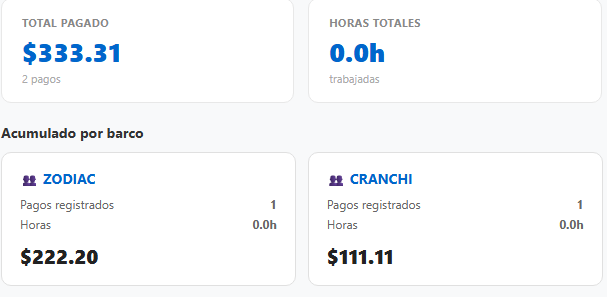 TOTAL PAGADO
$333.31
2 pagos
HORAS TOTALES
0.0h
trabajadas
Acumulado por barco
ZODIAC
Pagos registrados 1
Horas 0.0h
$222.20
CRANCHI
Pagos registrados 1
Horas 0.0h
$111.11